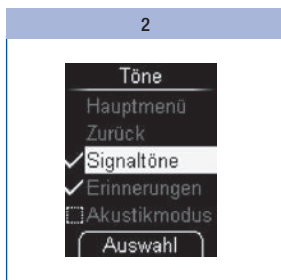 2
Töne
Hauptmenü
Zurück
Signaltöne
Erinnerungen
Akustikmodus
Auswahl